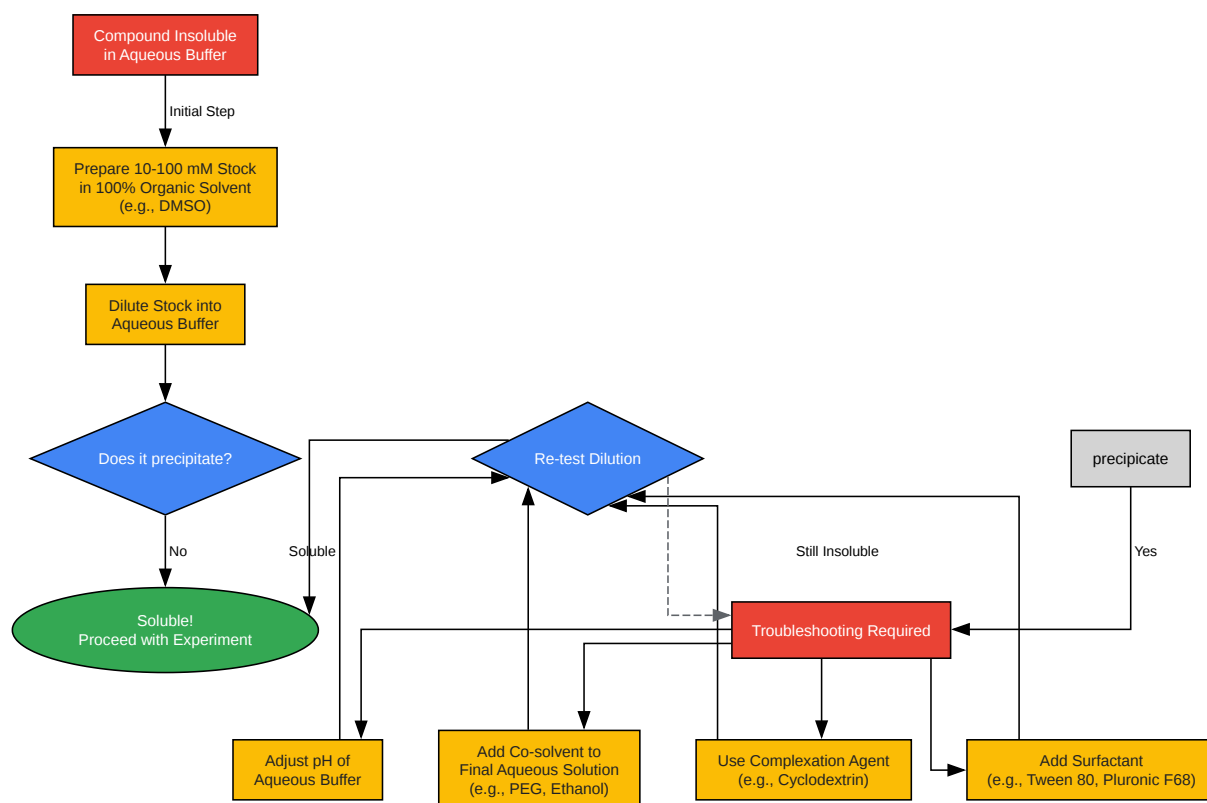 Compound Insoluble
in Aqueous Buffer
Initial Step
Prepare 10-100 mM Stock
in 100% Organic Solvent
(e.g., DMSO)
Dilute Stock into
Aqueous Buffer
Does it precipitate?
Re-test Dilution
precipicate
No
Soluble
Still Insoluble
Yes
Soluble!
Proceed with Experiment
Troubleshooting Required
Adjust pH of
Aqueous Buffer
Add Co-solvent to
Final Aqueous Solution
(e.g., PEG, Ethanol)
Use Complexation Agent
(e.g., Cyclodextrin)
Add Surfactant
(e.g., Tween 80, Pluronic F68)